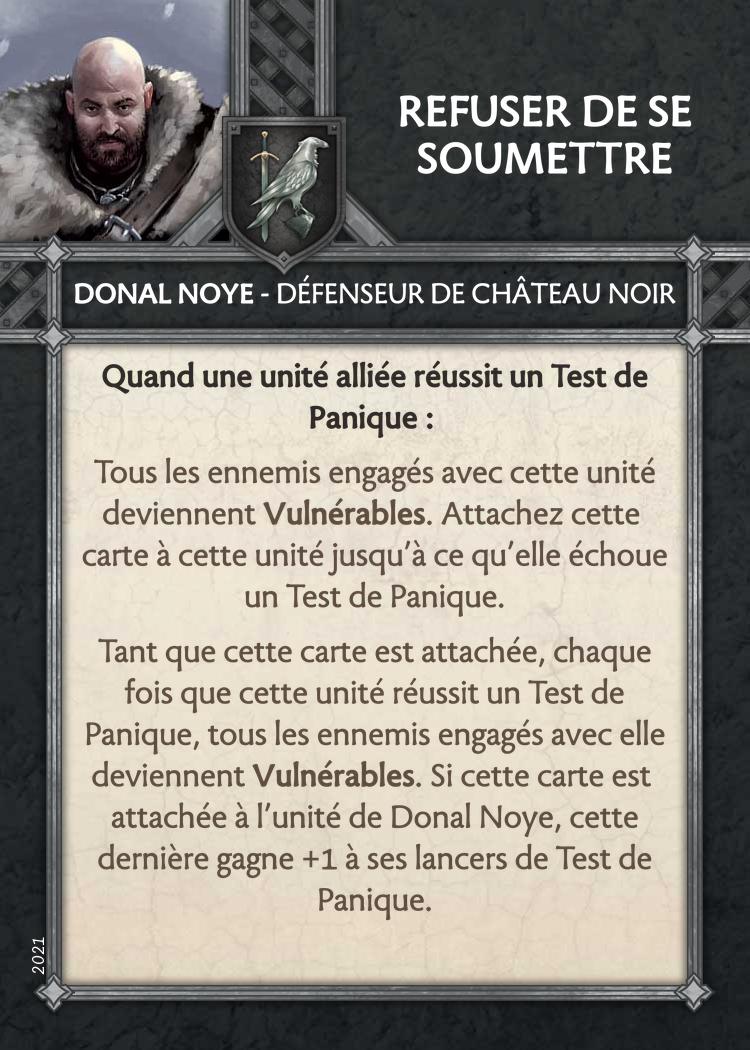 REFUSER DE SE
SOUMETTRE
DONAL NOYE - DÉFENSEUR DE CHÂTEAU NOIR
Quand une unité alliée réussit un Test de
Panique :
Tous les ennemis engagés avec cette unité
deviennent Vulnérables. Attachez cette
carte à cette unité jusqu'à ce qu'elle échoue
un Test de Panique.
Tant que cette carte est attachée, chaque
fois que cette unité réussit un Test de
Panique, tous les ennemis engagés avec elle
deviennent Vulnérables. Si cette carte est
attachée à l'unité de Donal Noye, cette
dernière gagne +1 à ses lancers de Test de
Panique.
2021